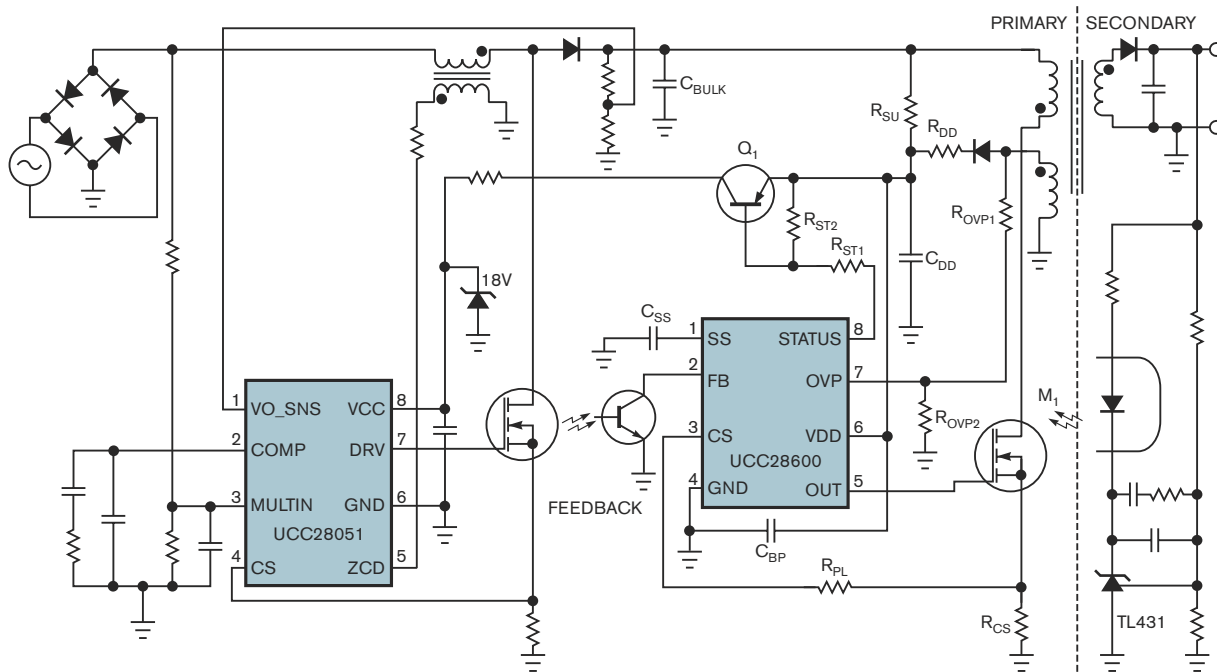 PRIMARY
SECONDARY
C_BULK
R_SU
R_DD
Q_1
R_OVP1
R_ST2
R_ST1
C_DD
18V
C_SS
1 SS
STATUS 8
2 FB
OVP 7
3 CS
VDD 6
UCC28600
4 GND
OUT 5
R_OVP2
M_1
1 VO_SNS
VCC 8
2 COMP
DRV 7
3 MULTIN
GND 6
UCC28051
4 CS
ZCD 5
FEEDBACK
C_BP
R_PL
R_CS
TL431